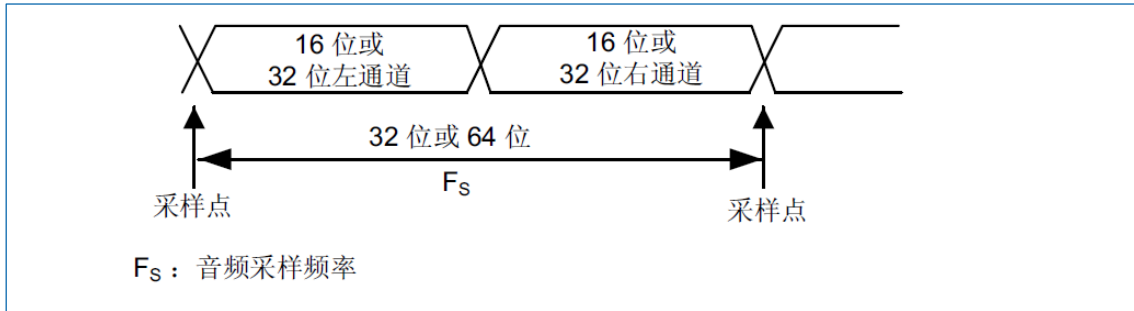 16 位或
32 位左通道
16 位或
32 位右通道
32 位或 64 位
FS
采样点
采样点
FS： 音频采样频率